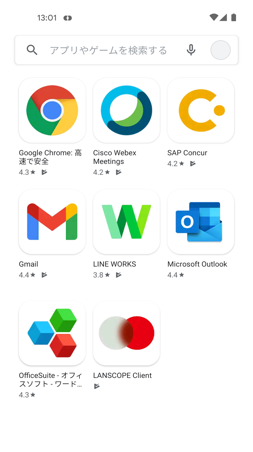 13:01
アプリやゲームを検索する
Google Chrome: 高
速で安全
4.3★
Cisco Webex
Meetings
4.2★
SAP Concur
4.2★
Gmail
4.4★
LINE WORKS
3.8★
Microsoft Outlook
4.4★
OfficeSuite - オフィ
スソフト - ワード...
4.3★
LANSCOPE Client